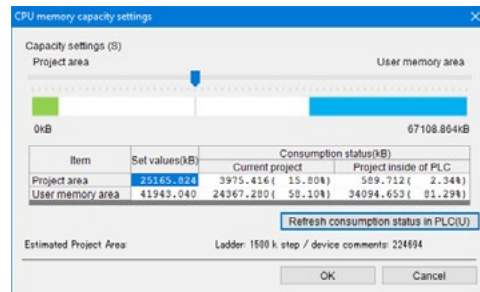 CPU memory capacity settings
Capacity settings (S)
Project area User memory area
0kB 67108.864kB
Item Set values(kB) Consumption status(kB)
Current project Project inside of PLC
Project area 25165.824 3975.416( 15.80%) 589.712( 2.34%)
User memory area 41943.040 24367.280( 58.10%) 34094.653( 81.29%)
Refresh consumption status in PLC(U)
Estimated Project Area: Ladder: 1500 k step / device comments: 224694
OK Cancel